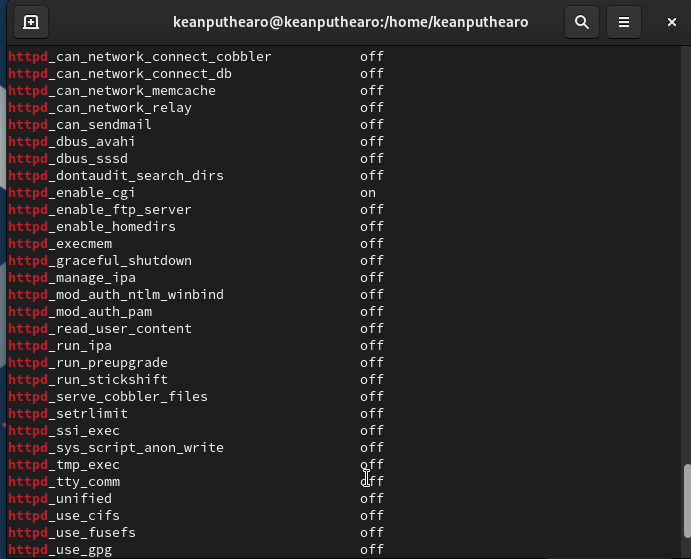 keanputhearo@keanputhearo:/home/keanputhearo
httpd_can_network_connect_cobbler off
httpd_can_network_connect_db off
httpd_can_network_memcache off
httpd_can_network_relay off
httpd_can_sendmail off
httpd_dbus_avahi off
httpd_dbus_sssd off
httpd_dontaudit_search_dirs off
httpd_enable_cgi on
httpd_enable_ftp_server off
httpd_enable_homedirs off
httpd_execmem off
httpd_graceful_shutdown off
httpd_manage_ipa off
httpd_mod_auth_ntlm_winbind off
httpd_mod_auth_pam off
httpd_read_user_content off
httpd_run_ipa off
httpd_run_preupgrade off
httpd_run_stickshift off
httpd_serve_cobbler_files off
httpd_setrlimit off
httpd_ssi_exec off
httpd_sys_script_anon_write off
httpd_tmp_exec off
httpd_tty_comm off
httpd_unified off
httpd_use_cifs off
httpd_use_fusefs off
httpd_use_gpg off